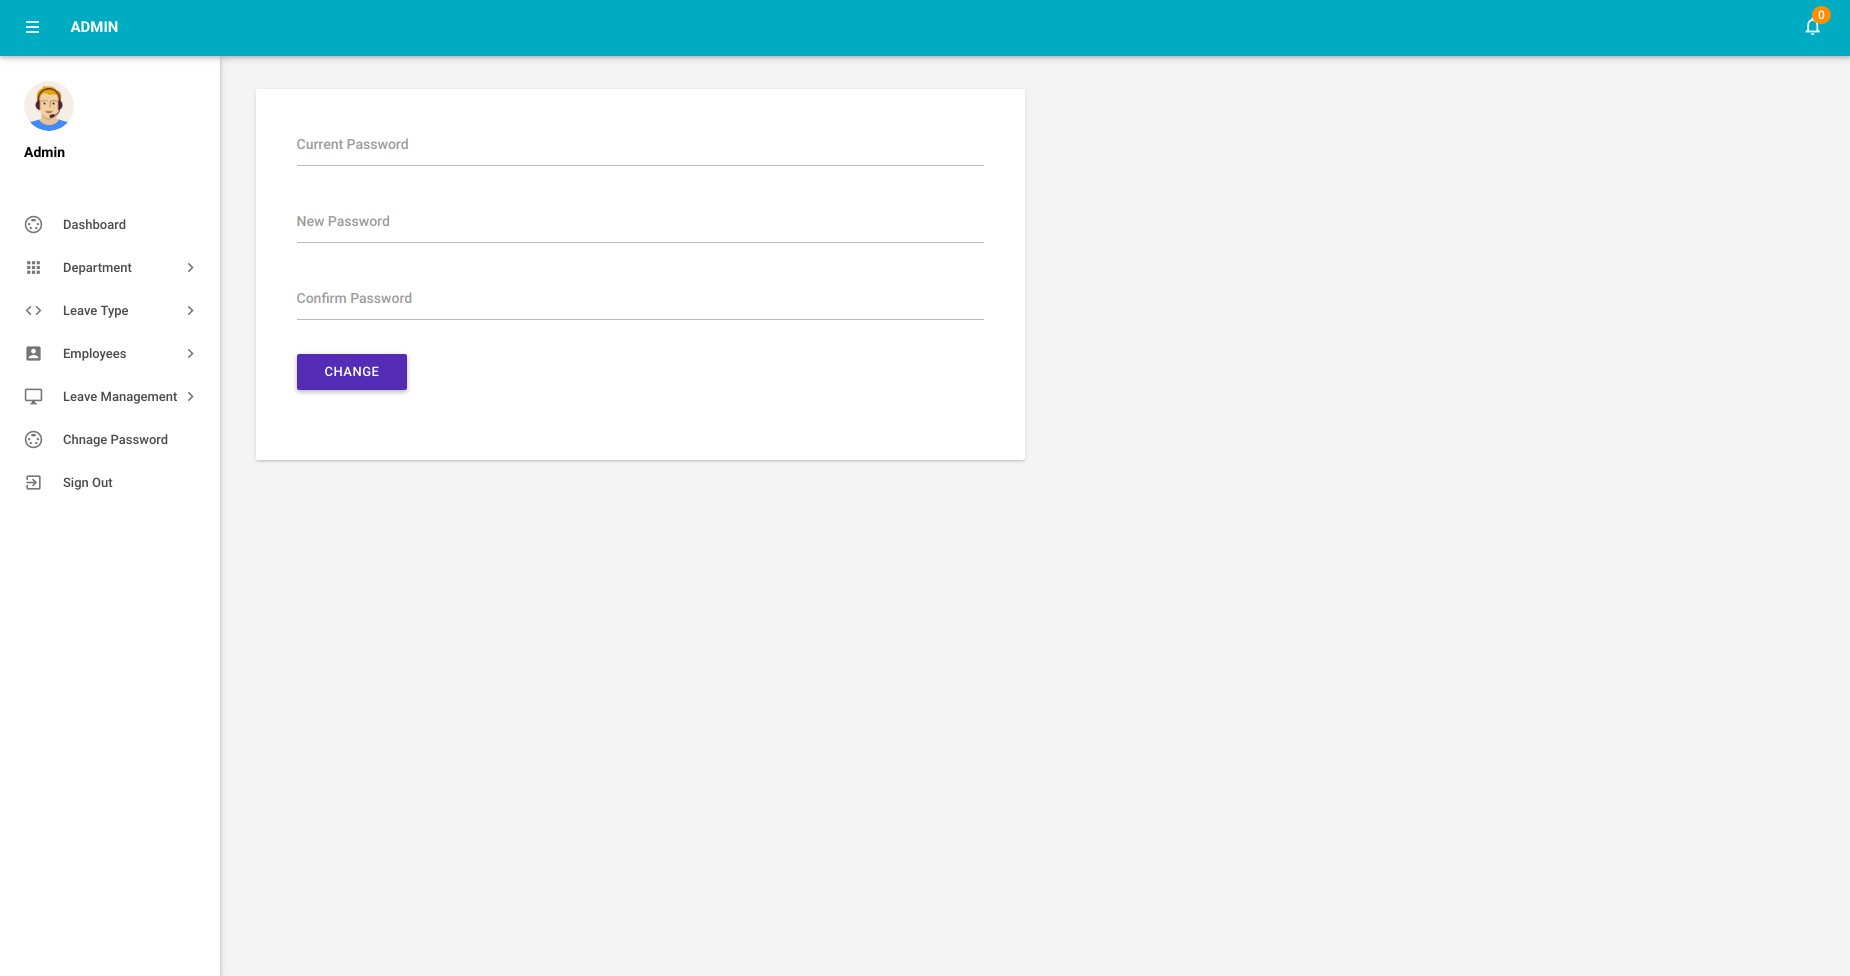 ADMIN
0
Admin
Dashboard
Department
Leave Type
Employees
Leave Management
Chnage Password
Sign Out
Current Password
New Password
Confirm Password
CHANGE